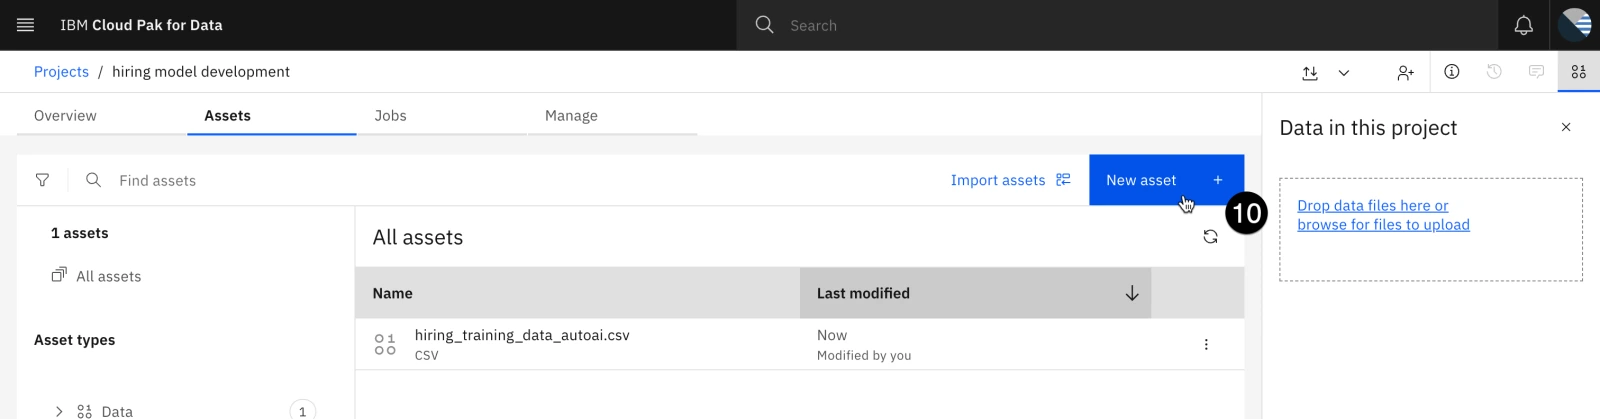 IBM Cloud Pak for Data
Search
Projects / hiring model development
Overview
Assets
Jobs
Manage
Data in this project
Find assets
Import assets
New asset +
10
Drop data files here or
browse for files to upload
1 assets
All assets
Asset types
Data
1
All assets
Name
Last modified
hiring_training_data_autoai.csv
CSV
Now
Modified by you